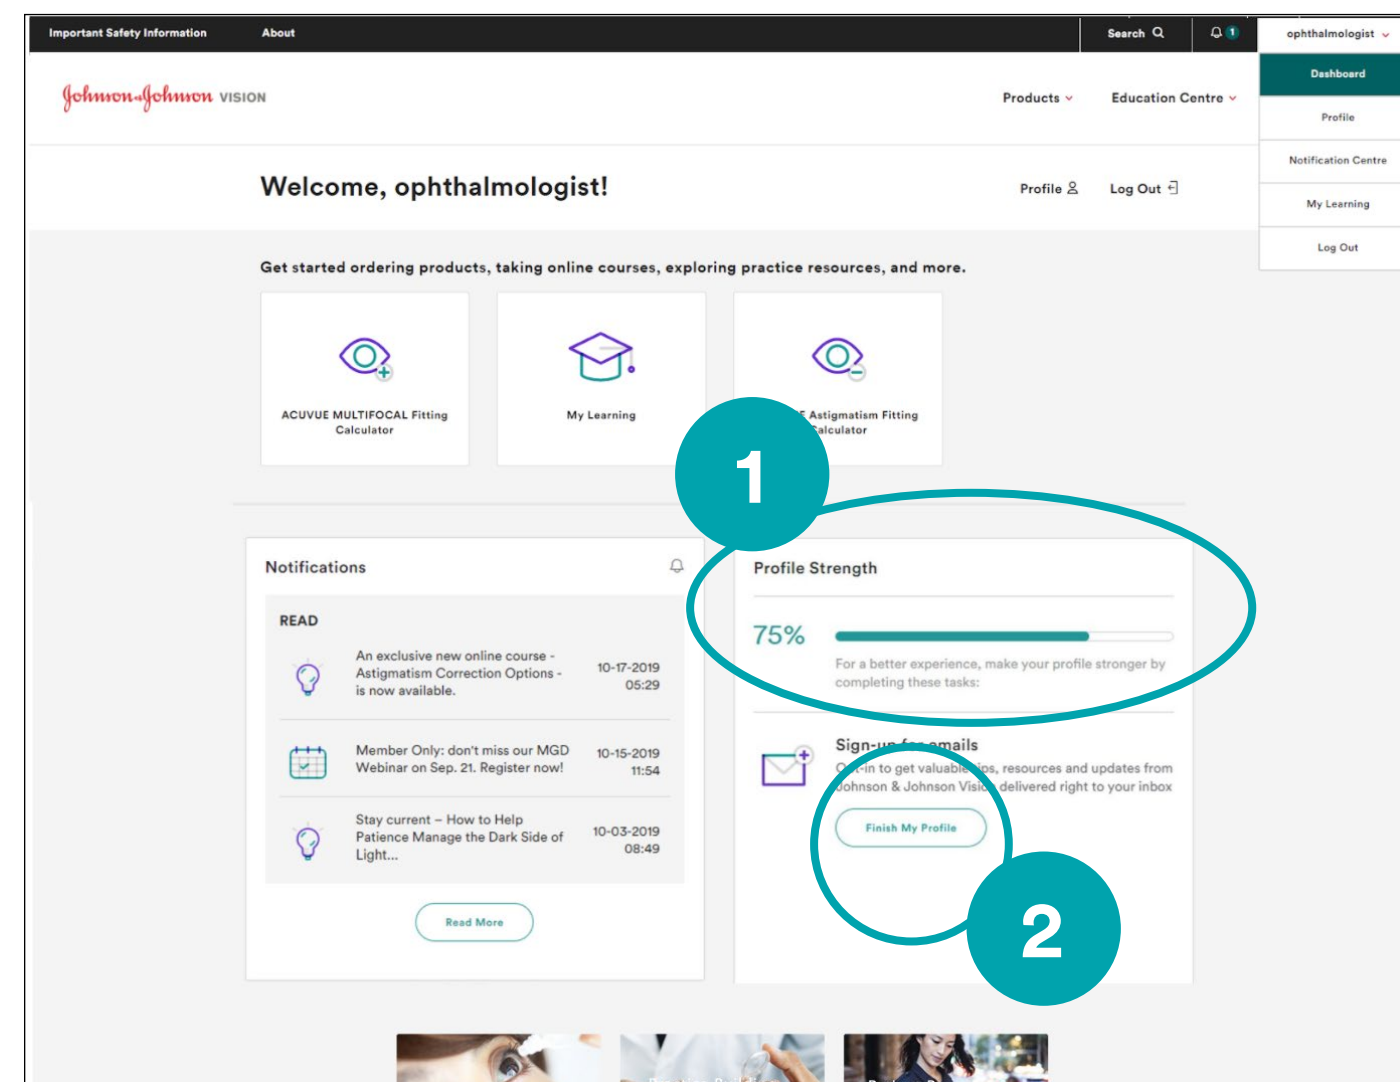 Important Safety Information
About
Search
1
ophthalmologist
Dashboard
Profile
Notification Centre
My Learning
Log Out
Johnson&Johnson VISION
Products
Education Centre
Welcome, ophthalmologist!
Profile
Log Out
Get started ordering products, taking online courses, exploring practice resources, and more.
ACUVUE MULTIFOCAL Fitting
Calculator
My Learning
Astigmatism Fitting
Calculator
1
Notifications
READ
An exclusive new online course -
Astigmatism Correction Options -
is now available.
10-17-2019
05:29
Member Only: don't miss our MGD
Webinar on Sep. 21. Register now!
10-15-2019
11:54
Stay current – How to Help
Patience Manage the Dark Side of
Light...
10-03-2019
08:49
Read More
Profile Strength
75%
For a better experience, make your profile stronger by
completing these tasks:
Sign-up for emails
Opt-in to get valuable tips, resources and updates from
Johnson & Johnson Vision delivered right to your inbox
Finish My Profile
2